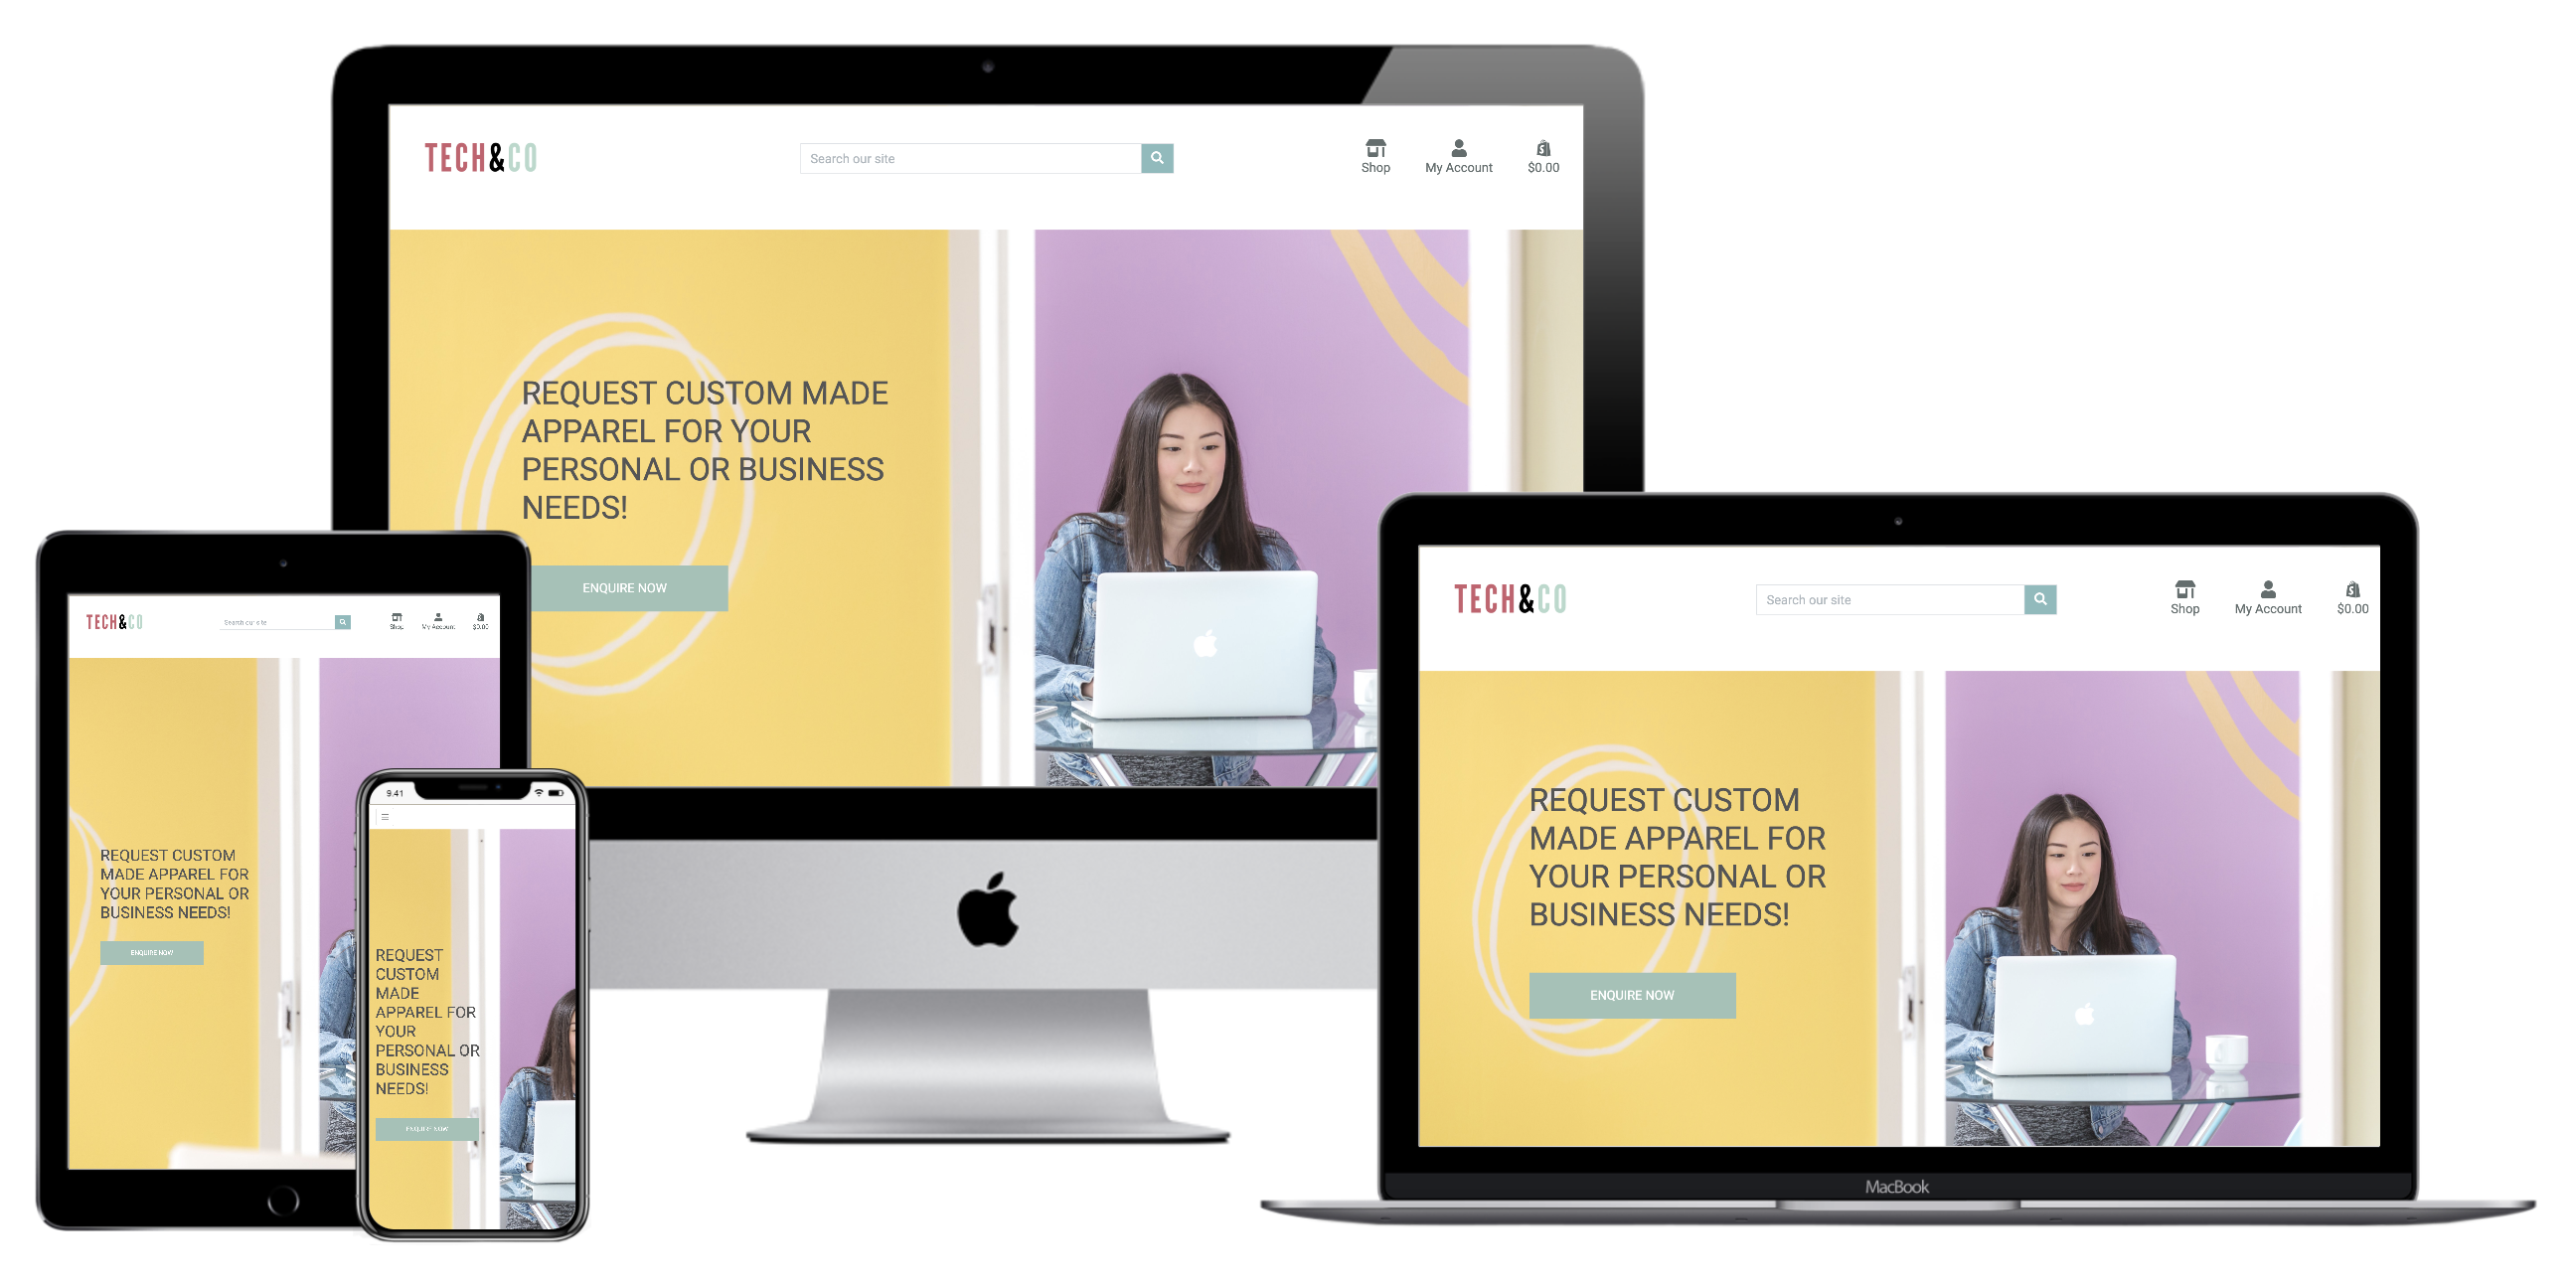 TECH&CO
Search our site
Shop
My Account
$0.00
REQUEST CUSTOM MADE
APPAREL FOR YOUR
PERSONAL OR BUSINESS
NEEDS!
ENQUIRE NOW
TECH&CO
Search our site
Shop
My Account
$0.00
REQUEST CUSTOM
MADE APPAREL FOR
YOUR PERSONAL OR
BUSINESS NEEDS!
ENQUIRE NOW
9.41
REQUEST
CUSTOM
MADE
APPAREL FOR
YOUR
PERSONAL OR
BUSINESS
NEEDS!
ENQUIRE NOW
TECH&CO
Search our site
Shop
My Account
$0.00
REQUEST CUSTOM
MADE APPAREL FOR
YOUR PERSONAL OR
BUSINESS NEEDS!
ENQUIRE NOW
MacBook